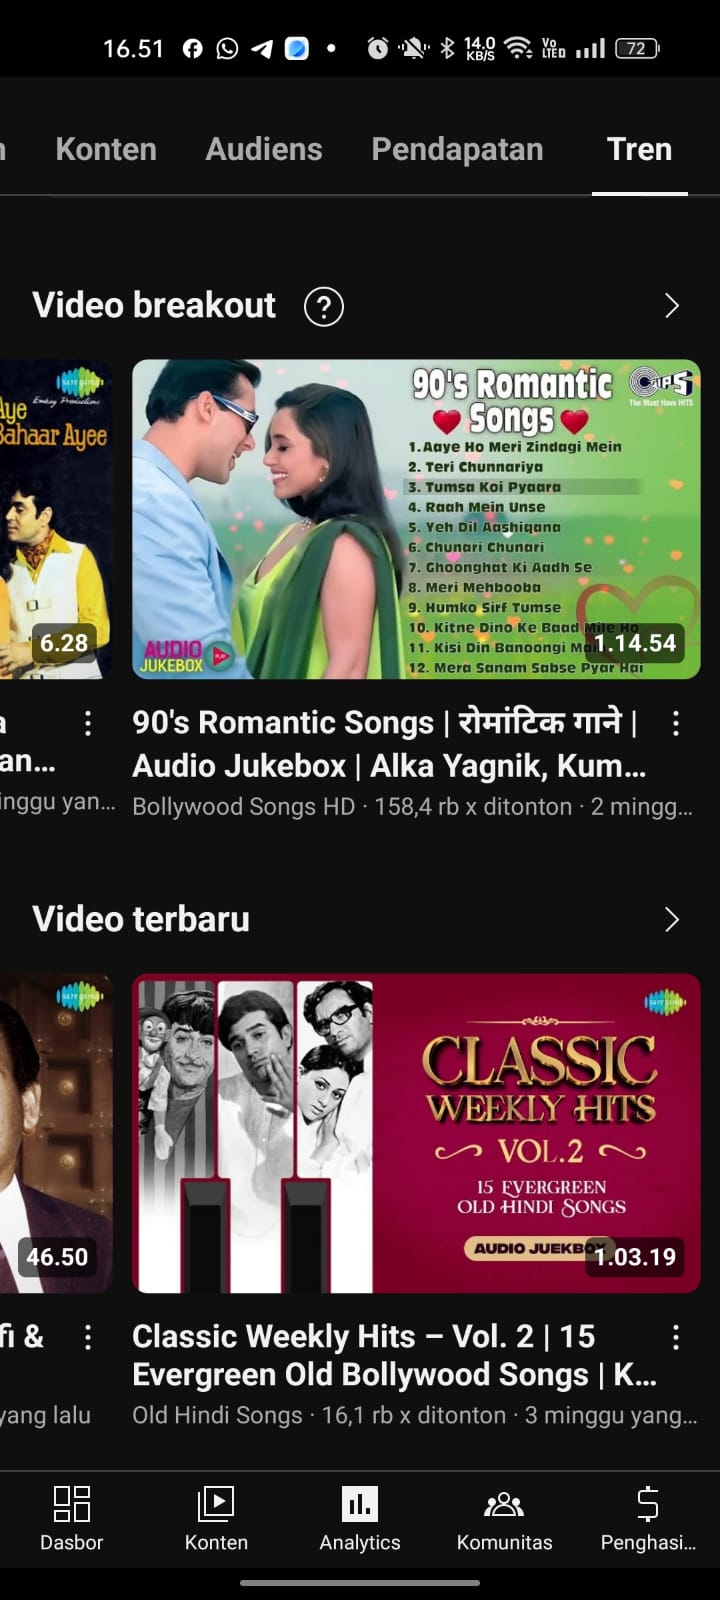 16.51
14.0
KB/S
Vo
LTED
72
Konten
Audiens
Pendapatan
Tren
Video breakout
?
Aye
Bahaar Ayee
6.28
90's Romantic
Songs
TIPS
The Must Have HITS
1.Aaye Ho Meri Zindagi Mein
2. Teri Chunnariya
3. Tumsa Koi Pyaara
4. Raah Mein Unse
5. Yeh Dil Aashiqana
6. Chunari Chunari
7. Ghoonghat Ki Aadh Se
8. Meri Mehbooba
9. Humko Sirf Tumse
10. Kitne Dino Ke Baad Mile Ho
11. Kisi Din Banoongi
12. Mera Sanam Sabse Pyar Hai
AUDIO
JUKEBOX
PLAY
1.14.54
an...
inggu yan...
90's Romantic Songs | रोमांटिक गाने |
Audio Jukebox | Alka Yagnik, Kum...
Bollywood Songs HD · 158,4 rb x ditonton · 2 mingg...
Video terbaru
46.50
CLASSIC
WEEKLY HITS
VOL.2
15 EVERGREEN
OLD HINDI SONGS
AUDIO JUEKBOX
1.03.19
fi &
yang lalu
Classic Weekly Hits – Vol. 2 | 15
Evergreen Old Bollywood Songs | K...
Old Hindi Songs · 16,1 rb x ditonton · 3 minggu yang...
Dasbor
Konten
Analytics
Komunitas
Penghasi...